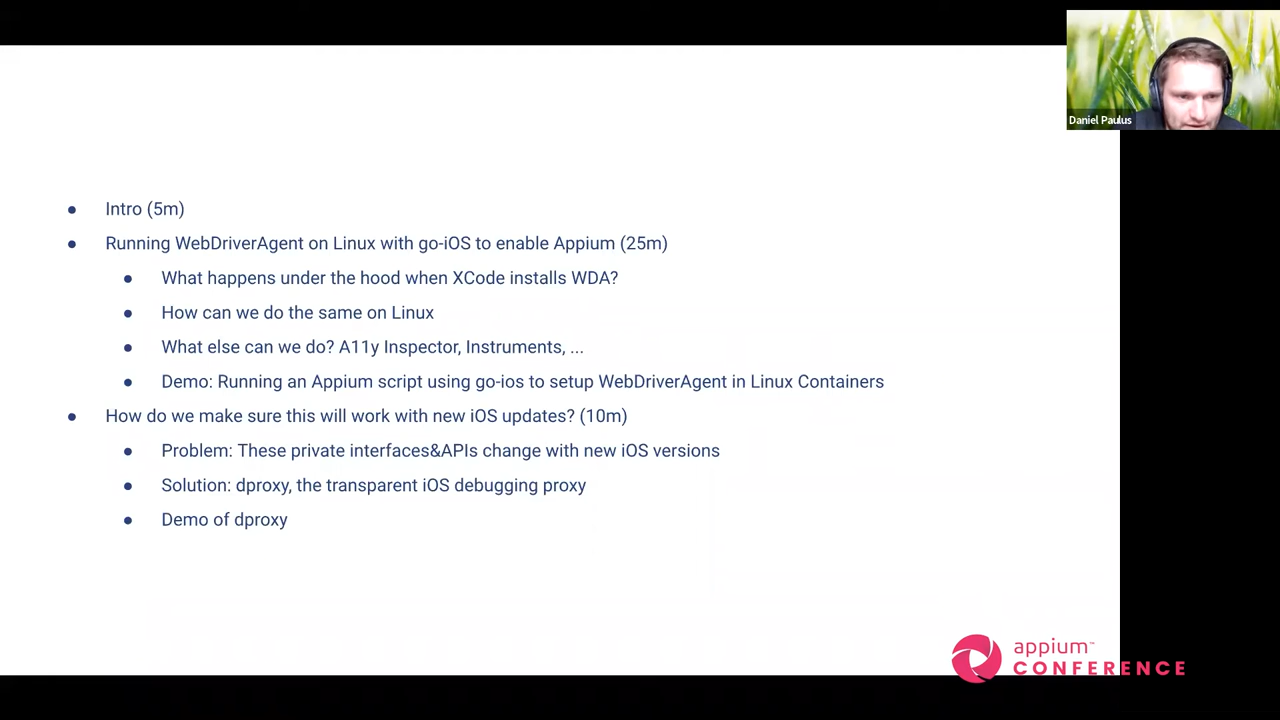 Daniel Paulus
Intro (5m)
Running WebDriverAgent on Linux with go-iOS to enable Appium (25m)
What happens under the hood when XCode installs WDA?
How can we do the same on Linux
What else can we do? A11y Inspector, Instruments, ...
Demo: Running an Appium script using go-ios to setup WebDriverAgent in Linux Containers
How do we make sure this will work with new iOS updates? (10m)
Problem: These private interfaces&APIs change with new iOS versions
Solution: dproxy, the transparent iOS debugging proxy
Demo of dproxy
appium™
CONFERENCE